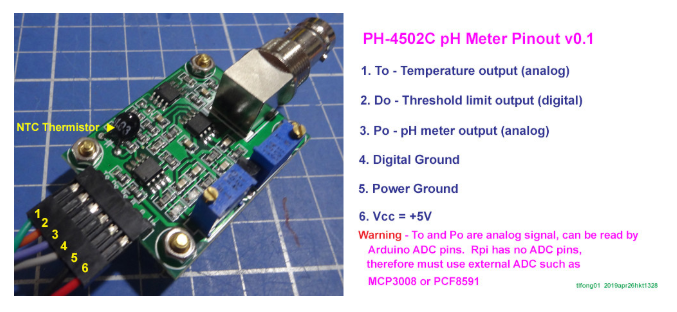 PH-4502C pH Meter Pinout v0.1
1. To - Temperature output (analog)
2. Do - Threshold limit output (digital)
3. Po - pH meter output (analog)
4. Digital Ground
5. Power Ground
6. Vcc = +5V
Warning - To and Po are analog signal, can be read by
Arduino ADC pins. Rpi has no ADC pins,
therefore must use external ADC such as
MCP3008 or PCF8591
tlfong01 2019apr26hkt1328
NTC Thermistor
103
1
2
3
4
5
6